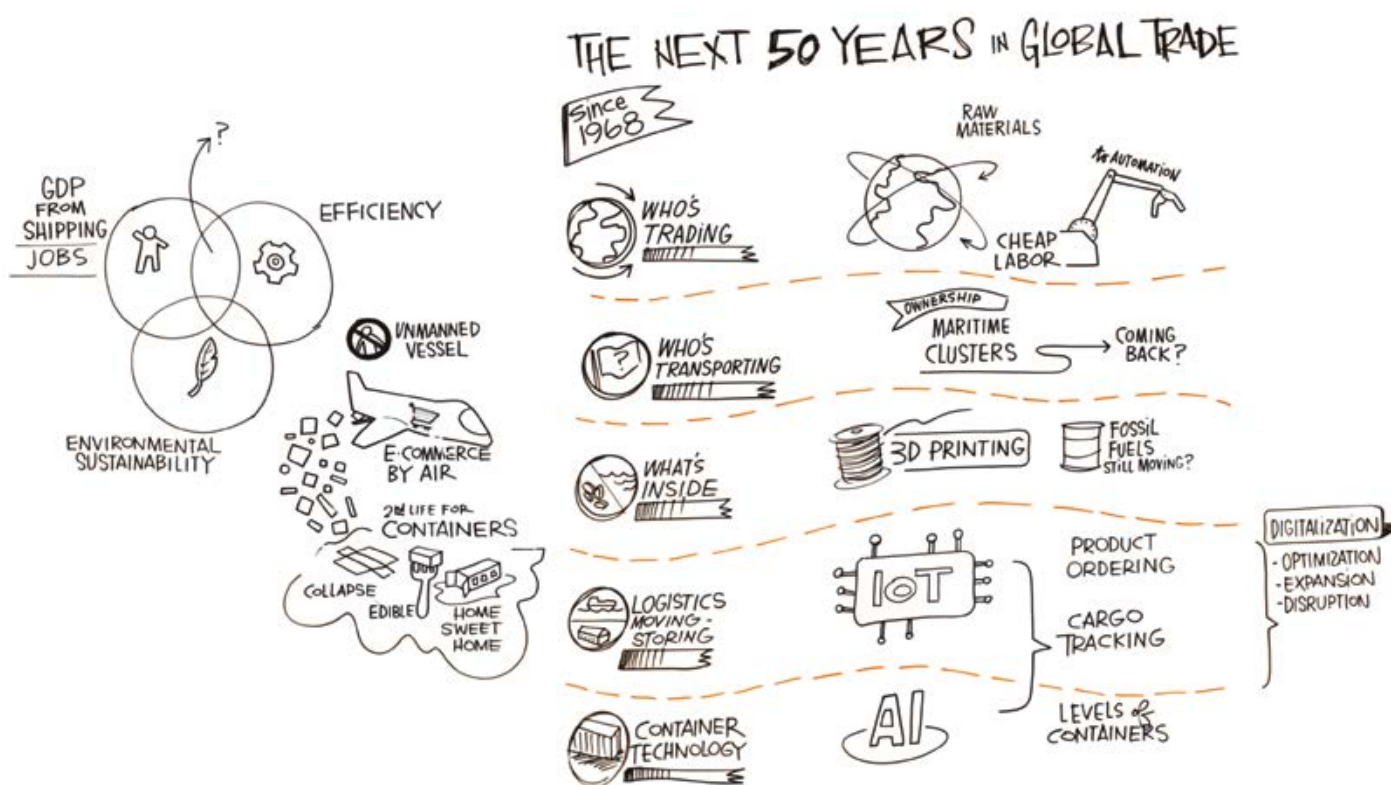 THE NEXT 50 YEARS IN GLOBAL TRADE
Since
1968
?
GDP
FROM
SHIPPING
JOBS
EFFICIENCY
ENVIRONMENTAL
SUSTAINABILITY
UNMANNED
VESSEL
E-COMMERCE
BY AIR
2nd LIFE FOR
CONTAINERS
COLLAPSE
EDIBLE
HOME
SWEET
HOME
WHO'S
TRADING
RAW
MATERIALS
AUTOMATION
CHEAP
LABOR
?
WHO'S
TRANSPORTING
OWNERSHIP
MARITIME
CLUSTERS
COMING
BACK?
WHAT'S
INSIDE
3D PRINTING
FOSSIL
FUELS
STILL MOVING?
LOGISTICS
MOVING -
STORING
IoT
PRODUCT
ORDERING
CARGO
TRACKING
DIGITALIZATION
- OPTIMIZATION
- EXPANSION
- DISRUPTION
CONTAINER
TECHNOLOGY
AI
LEVELS of
CONTAINERS